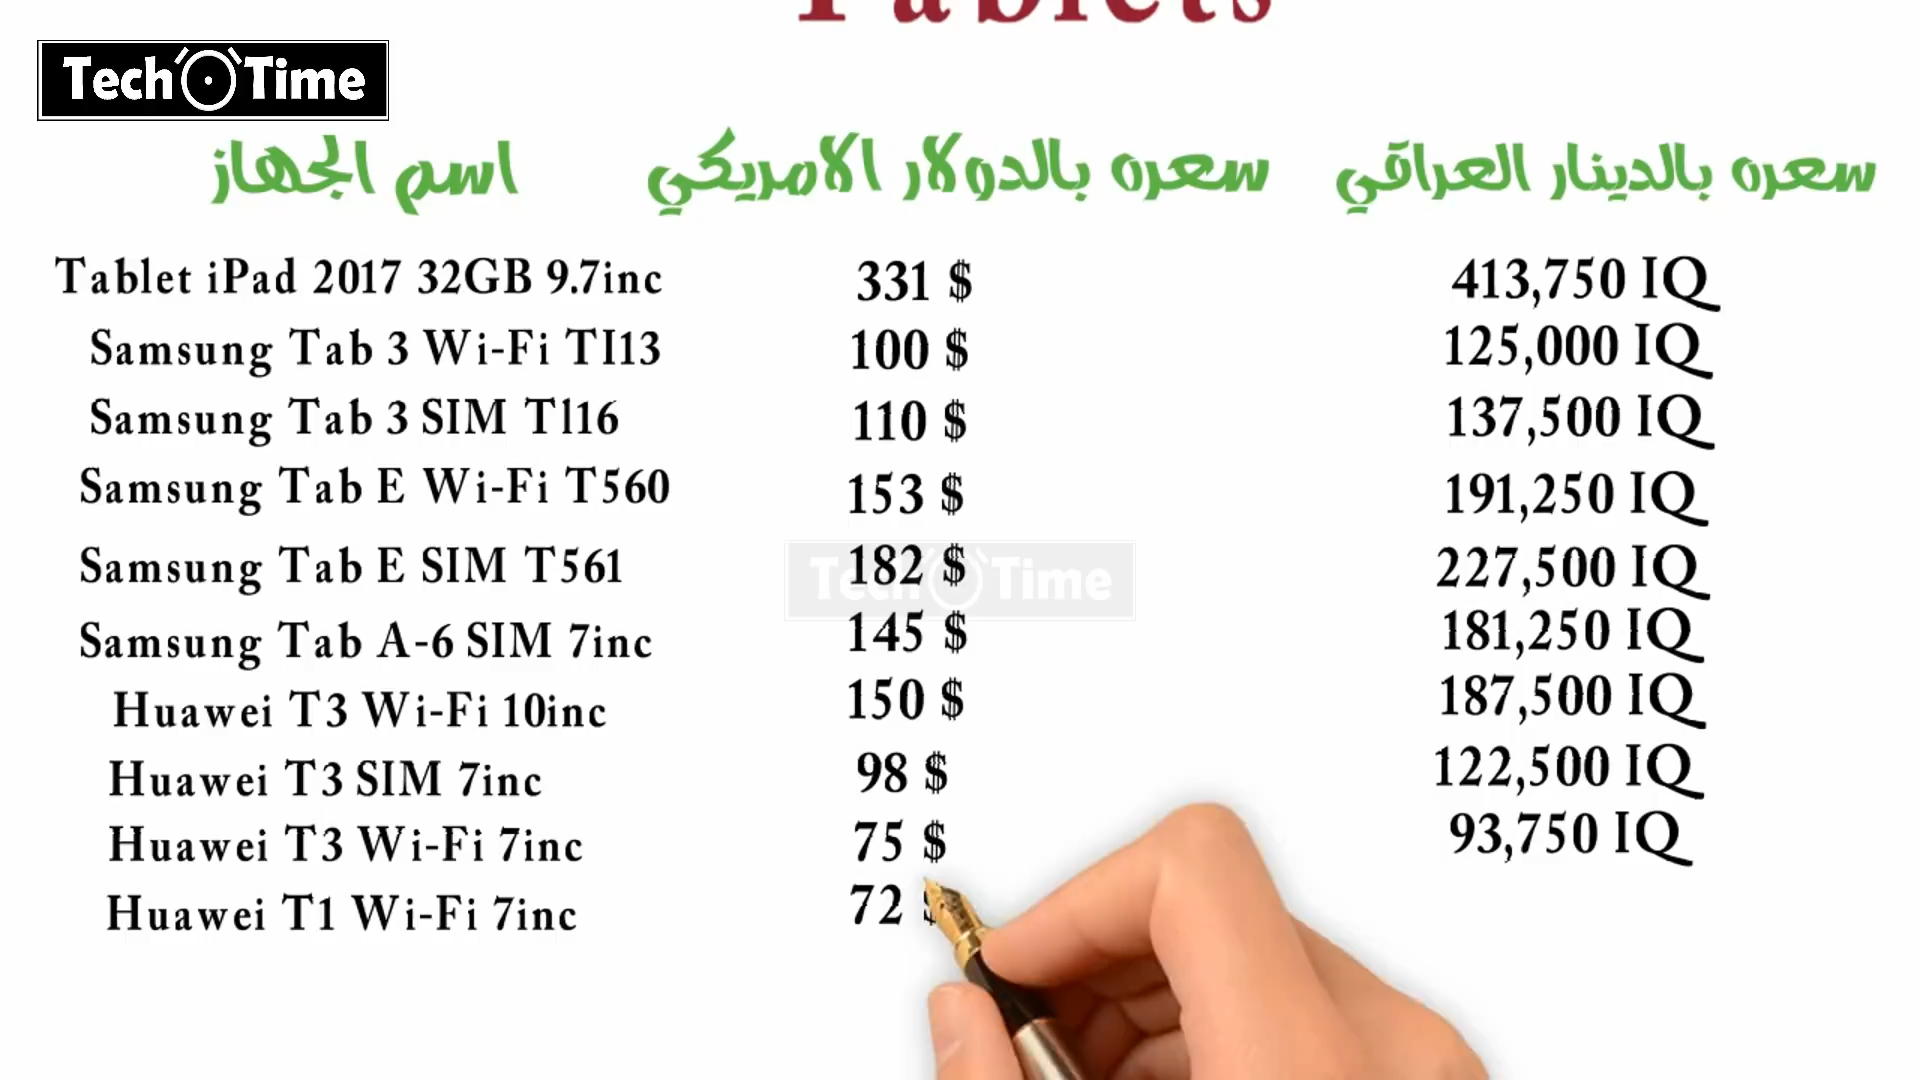 Tablets
Tech Time
اسم الجهاز سعره بالدولار الامريكي سعره بالدينار العراقي
Tablet iPad 2017 32GB 9.7inc 331 $ 413,750 IQ
Samsung Tab 3 Wi-Fi TI13 100 $ 125,000 IQ
Samsung Tab 3 SIM Tl16 110 $ 137,500 IQ
Samsung Tab E Wi-Fi T560 153 $ 191,250 IQ
Samsung Tab E SIM T561 182 $ 227,500 IQ
Tech Time
Samsung Tab A-6 SIM 7inc 145 $ 181,250 IQ
Huawei T3 Wi-Fi 10inc 150 $ 187,500 IQ
Huawei T3 SIM 7inc 98 $ 122,500 IQ
Huawei T3 Wi-Fi 7inc 75 $ 93,750 IQ
Huawei T1 Wi-Fi 7inc 72 $